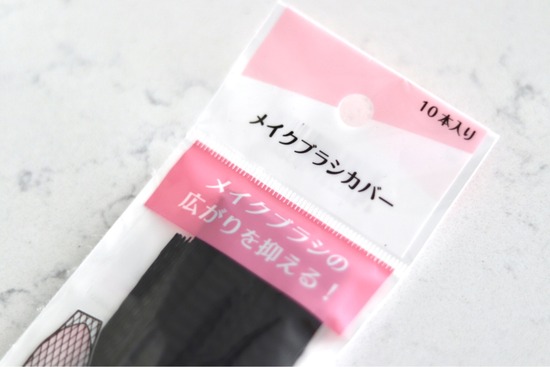 10本入り
メイクブラシカバー
メイクブラシの
広がりを抑える！